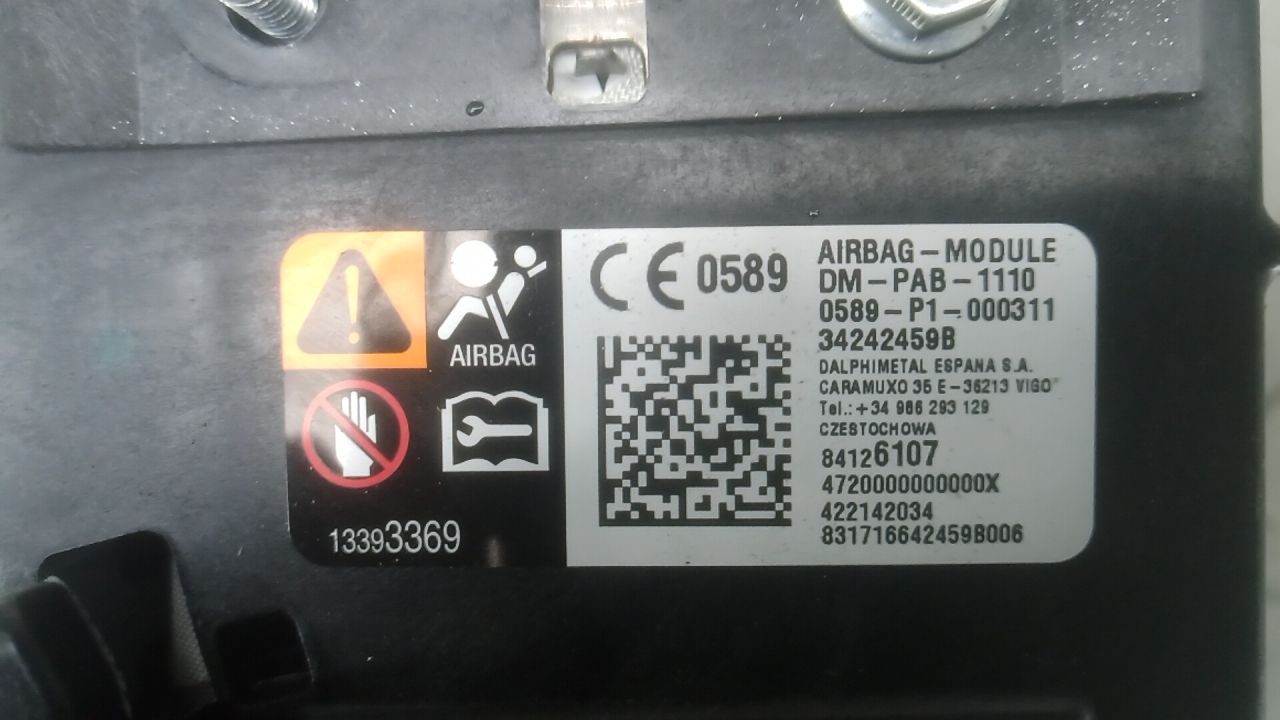 AIRBAG
13393369
CE 0589
AIRBAG-MODULE
DM-PAB-1110
0589-P1-000311
34242459B
DALPHIMETAL ESPANA S.A.
CARAMUXO 35 E-36213 VIGO
Tel.: +34 986 293 129
CZESTOCHOWA
84126107
4720000000000X
422142034
831716642459B006